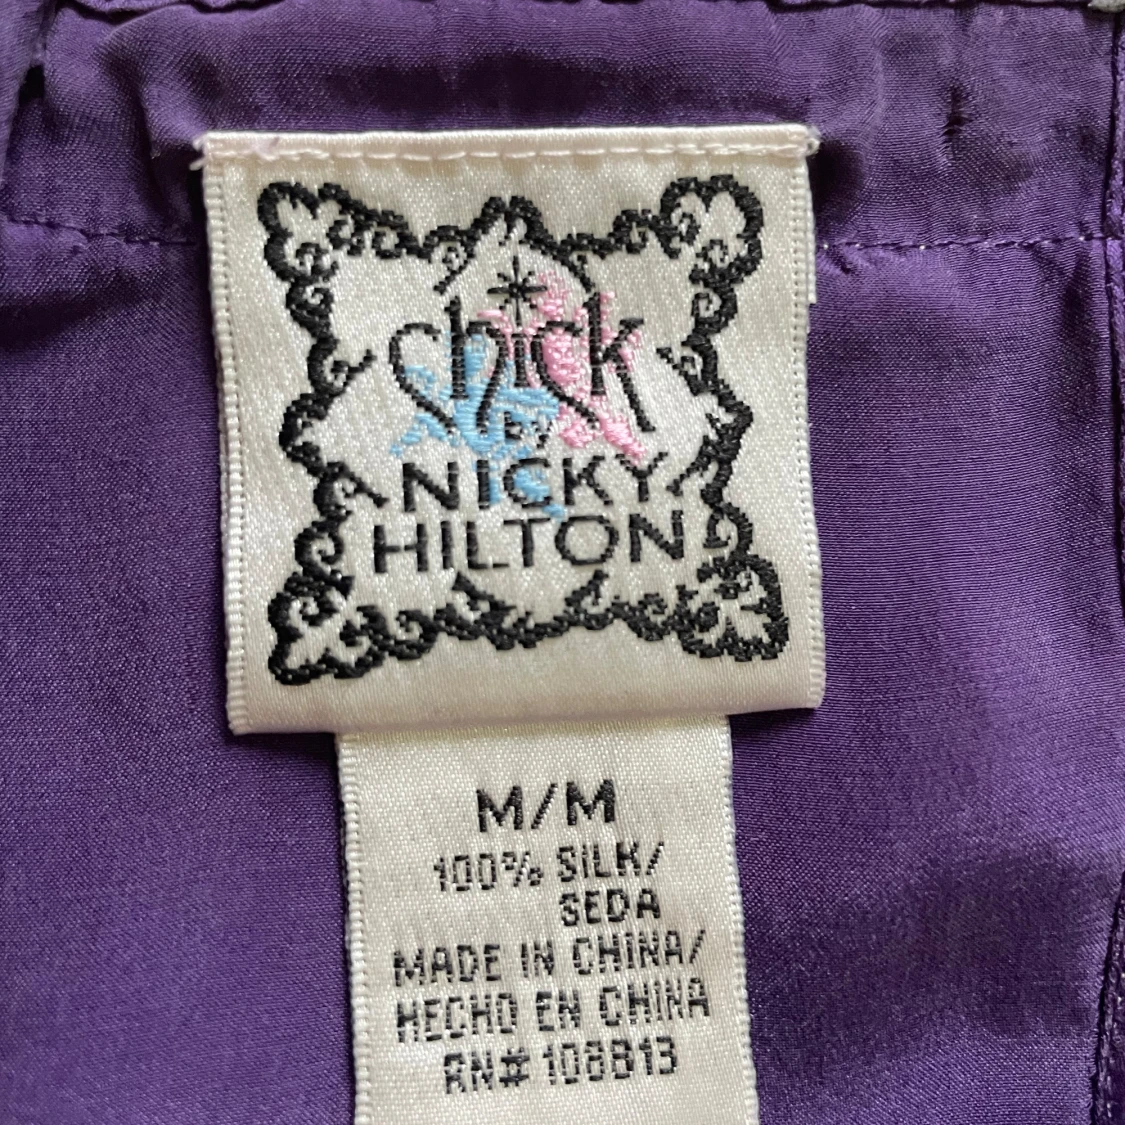 chick
BY
NICKY
HILTON
M/M
100% SILK/
SEDA
MADE IN CHINA/
HECHO EN CHINA
RN# 108813